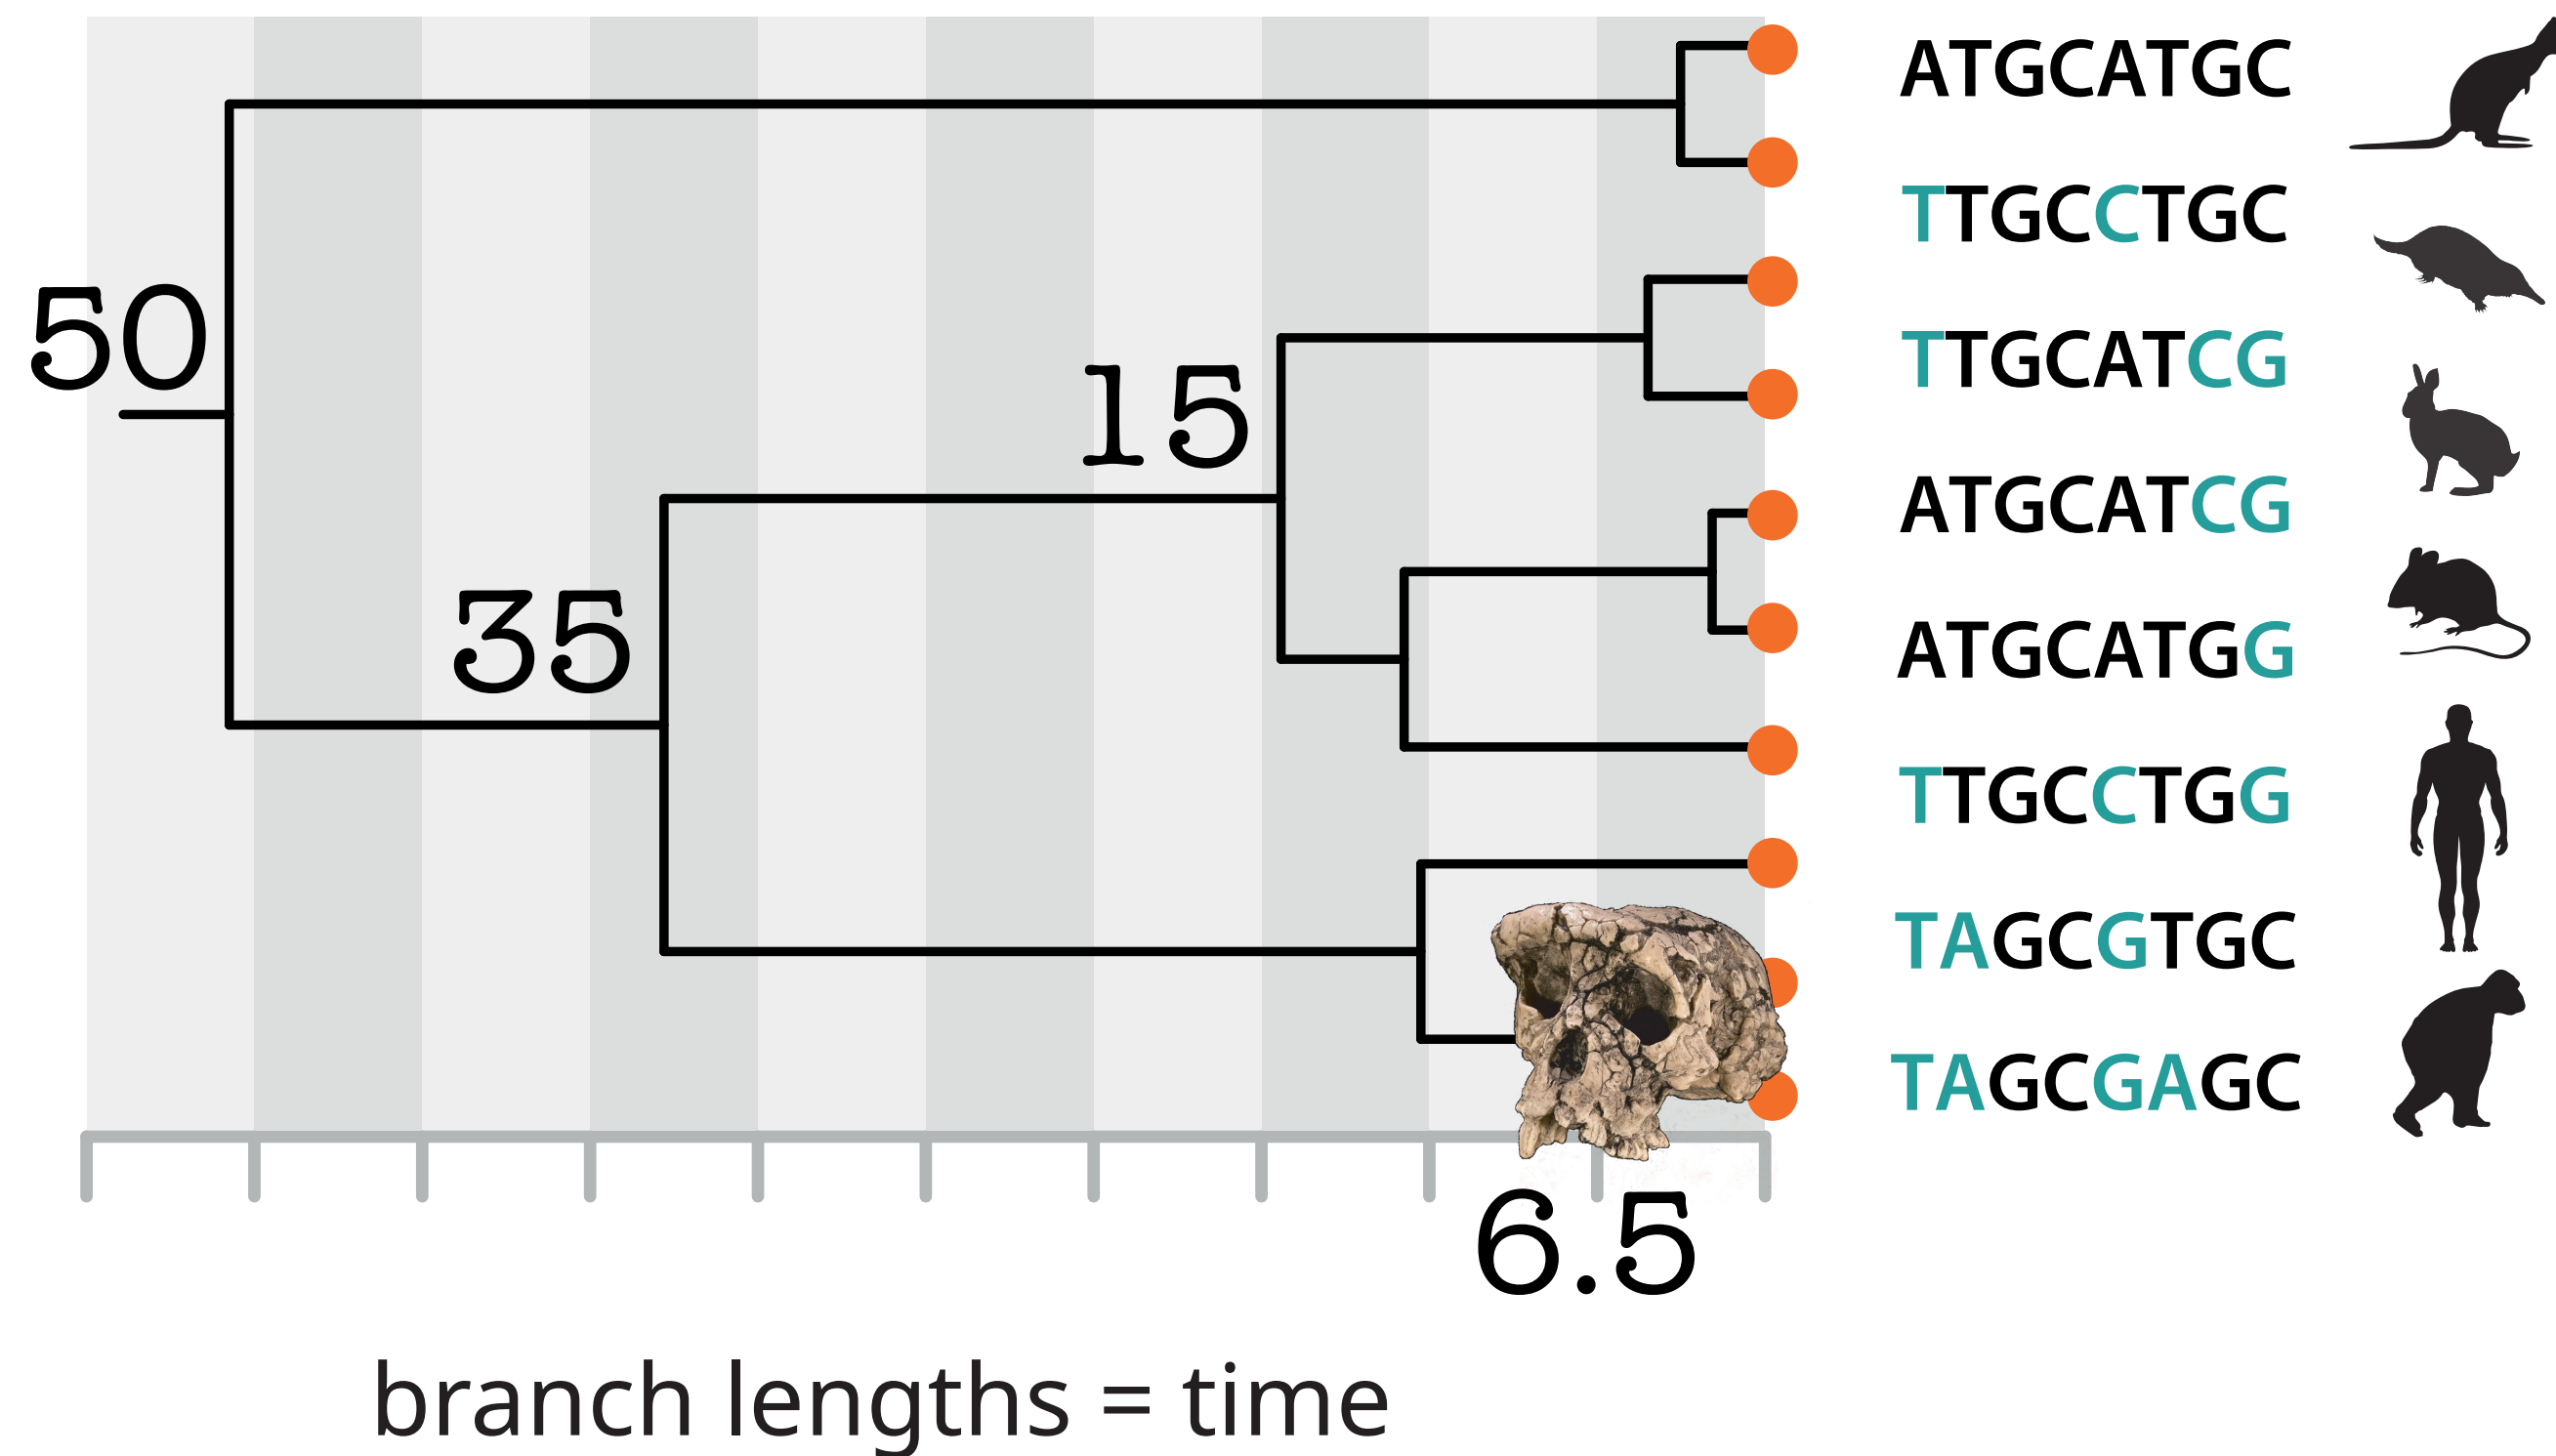 ATGCATGC
TTGCCTGC
50
TTGCATCG
15
ATGCATCG
35
ATGCATGG
TTGCCTGG
TAGCGTGC
TAGCGAGC
6.5
branch lengths = time